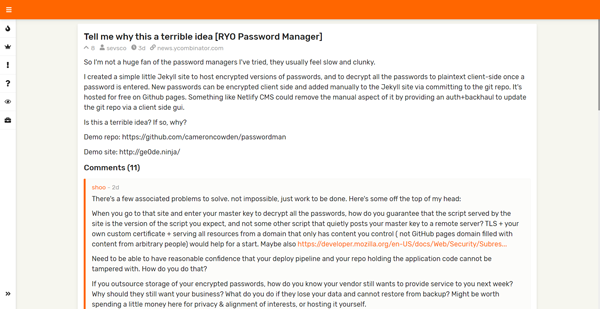 Tell me why this a terrible idea [RYO Password Manager]
8 sevsco 3d news.ycombinator.com
So I'm not a huge fan of the password managers I've tried, they usually feel slow and clunky.
I created a simple little Jekyll site to host encrypted versions of passwords, and to decrypt all the passwords to plaintext client-side once a
password is entered. New passwords can be encrypted client side and added manually to the Jekyll site via committing to the git repo. It's
hosted for free on Github pages. Something like Netlify CMS could remove the manual aspect of it by providing an auth+backhaul to update
the git repo via a client side gui.
Is this a terrible idea? If so, why?
Demo repo: https://github.com/cameroncowden/passwordman
Demo site: http://ge0de.ninja/
Comments (11)
shoo - 2d
There's a few associated problems to solve. not impossible, just work to be done. Here's some off the top of my head:
When you go to that site and enter your master key to decrypt all the passwords, how do you guarantee that the script served by the
site is the version of the script you expect, and not some other script that quietly posts your master key to a remote server? TLS + your
own custom certificate + serving all resources from a domain that only has content you control ( not GitHub pages domain filled with
content from arbitrary people) would help for a start. Maybe also https://developer.mozilla.org/en-US/docs/Web/Security/Subres...
Need to be able to have reasonable confidence that your deploy pipeline and your repo holding the application code cannot be
tampered with. How do you do that?
If you outsource storage of your encrypted passwords, how do you know your vendor still wants to provide service to you next week?
Why should they still want your business? What do you do if they lose your data and cannot restore from backup? Might be worth
spending a little money here for privacy & alignment of interests, or hosting it yourself.